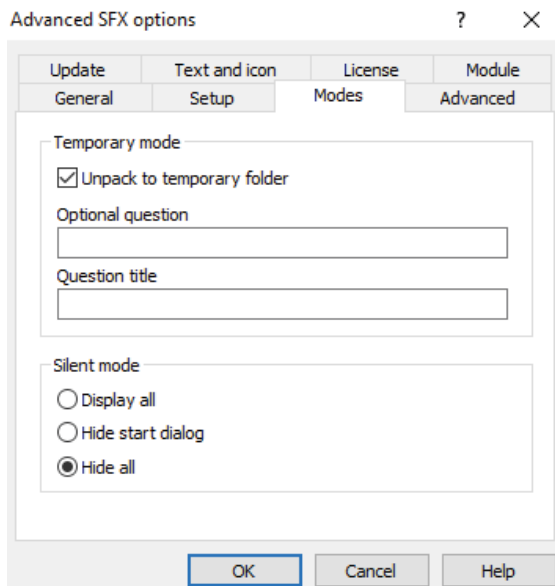 Advanced SFX options ? ×
Update Text and icon License Module
General Setup Modes Advanced
Temporary mode
Unpack to temporary folder
Optional question
Question title
Silent mode
Display all
Hide start dialog
Hide all
OK Cancel Help